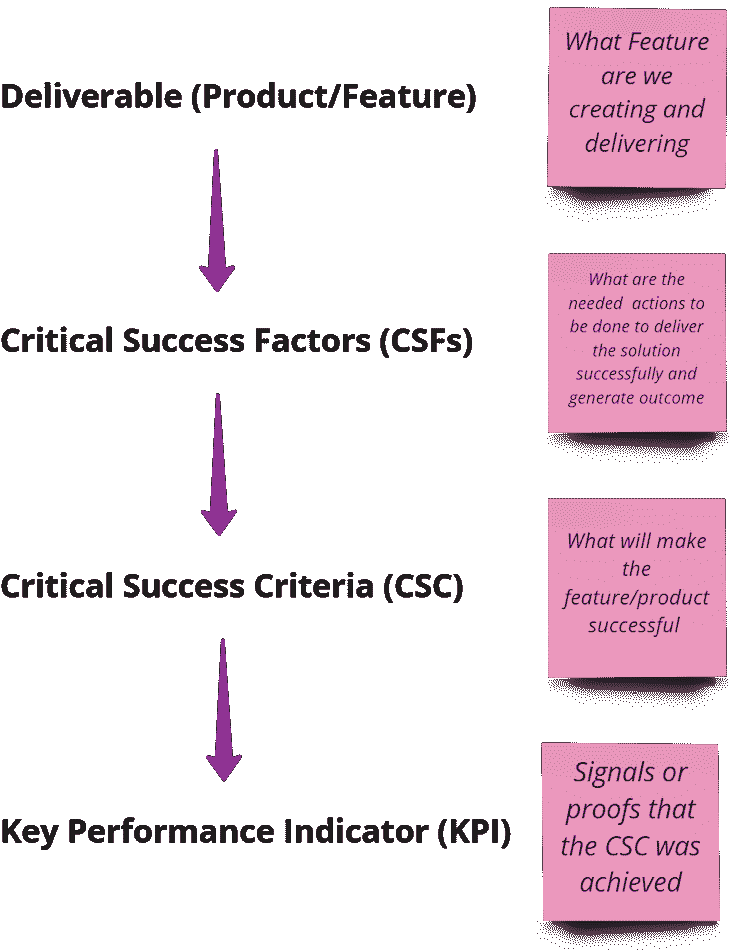 Deliverable (Product/Feature)
What Feature
are we
creating and
delivering
Critical Success Factors (CSFs)
What are the
needed actions to
be done to deliver
the solution
successfully and
generate outcome
Critical Success Criteria (CSC)
What will make
the
feature/product
successful
Key Performance Indicator (KPI)
Signals or
proofs that
the CSC was
achieved